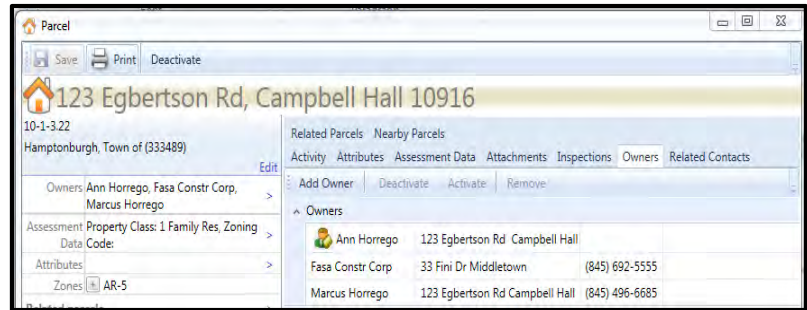 Parcel
Save Print Deactivate
123 Egbertson Rd, Campbell Hall 10916
10-1-3.22
Hamptonburgh, Town of (333489)
Edit
Owners Ann Horrego, Fasa Constr Corp,
Marcus Horrego >
Assessment Property Class: 1 Family Res, Zoning
Data Code: >
Attributes >
Zones + AR-5
Related Parcels Nearby Parcels
Activity Attributes Assessment Data Attachments Inspections Owners Related Contacts
Add Owner Deactivate Activate Remove
Owners
Ann Horrego 123 Egbertson Rd Campbell Hall
Fasa Constr Corp 33 Fini Dr Middletown (845) 692-5555
Marcus Horrego 123 Egbertson Rd Campbell Hall (845) 496-6685